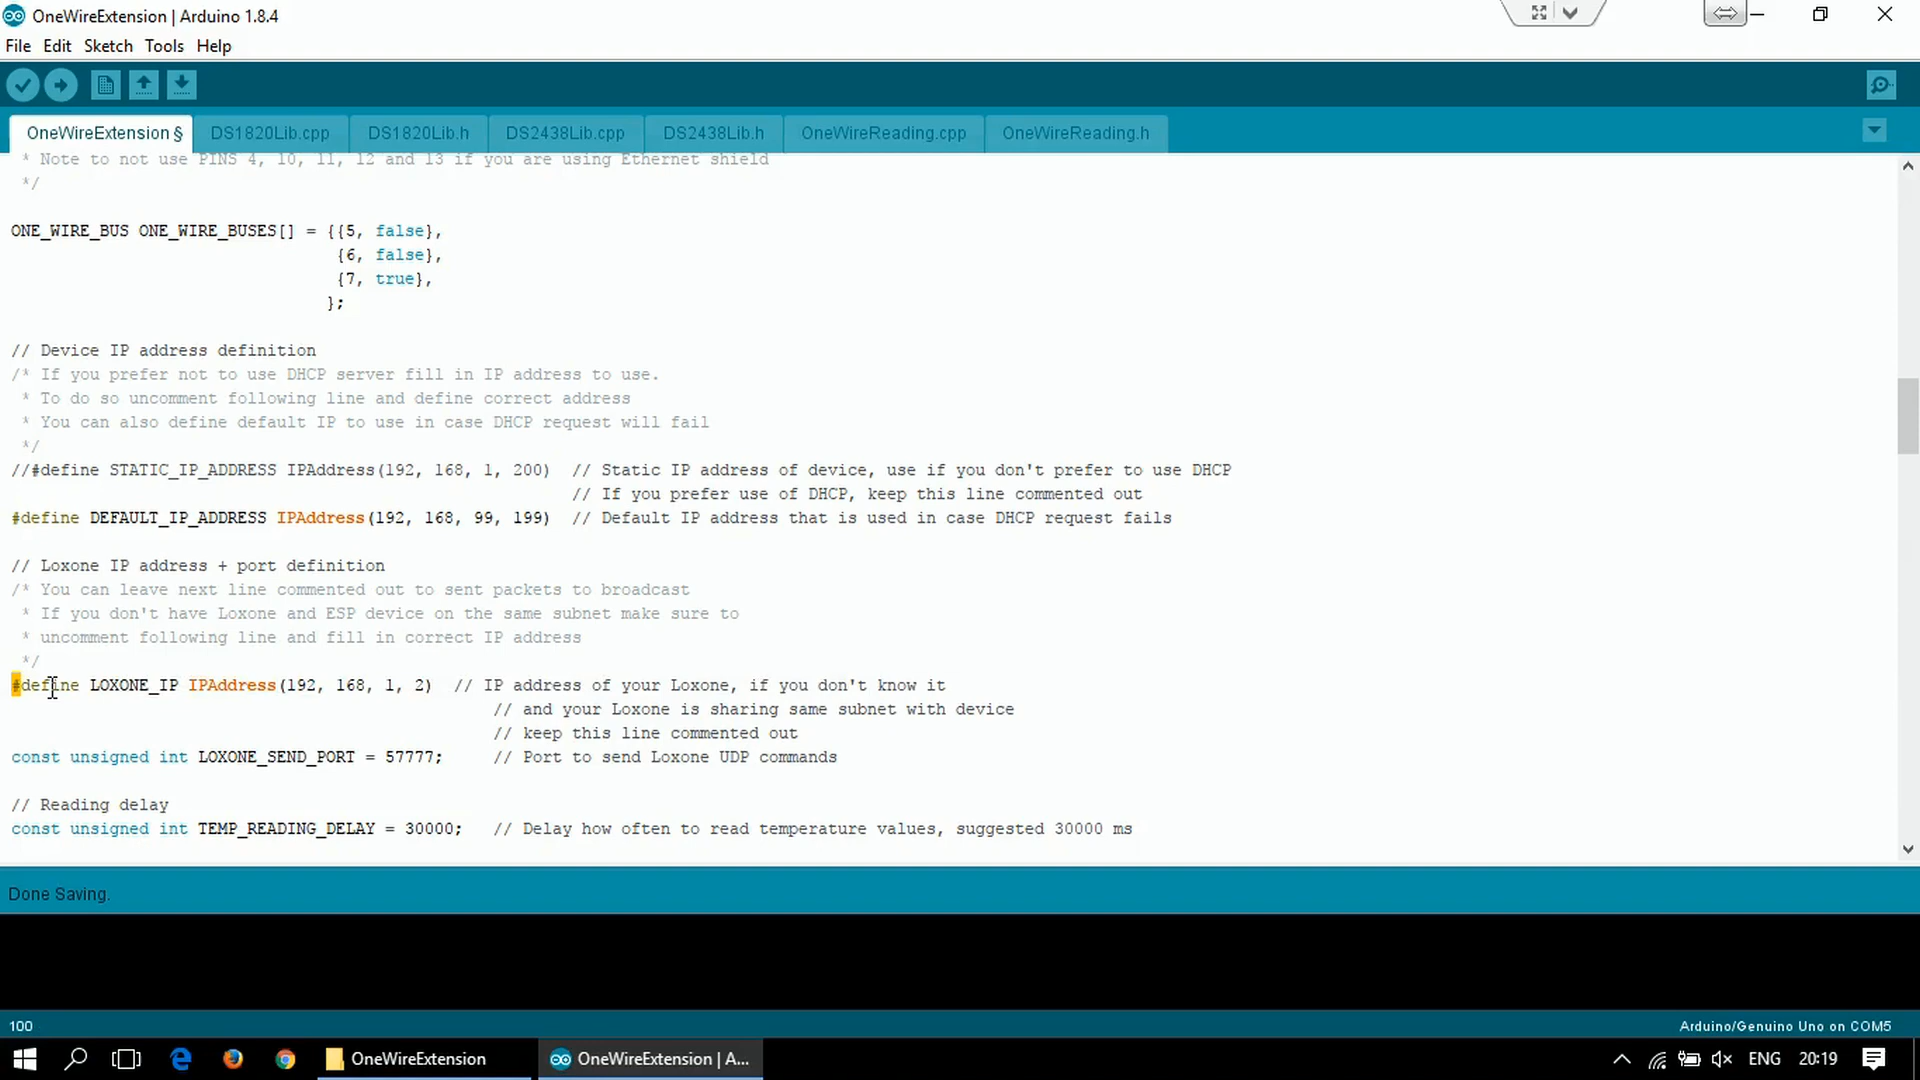 OneWireExtension | Arduino 1.8.4
File Edit Sketch Tools Help
OneWireExtension § DS1820Lib.cpp DS1820Lib.h DS2438Lib.cpp DS2438Lib.h OneWireReading.cpp OneWireReading.h
* Note to not use PINS 4, 10, 11, 12 and 13 if you are using Ethernet shield
*/
ONE_WIRE_BUS ONE_WIRE_BUSES[] = {{5, false},
{6, false},
{7, true},
};
// Device IP address definition
/* If you prefer not to use DHCP server fill in IP address to use.
* To do so uncomment following line and define correct address
* You can also define default IP to use in case DHCP request will fail
*/
//#define STATIC_IP_ADDRESS IPAddress(192, 168, 1, 200) // Static IP address of device, use if you don't prefer to use DHCP
// If you prefer use of DHCP, keep this line commented out
#define DEFAULT_IP_ADDRESS IPAddress(192, 168, 99, 199) // Default IP address that is used in case DHCP request fails
// Loxone IP address + port definition
/* You can leave next line commented out to sent packets to broadcast
* If you don't have Loxone and ESP device on the same subnet make sure to
* uncomment following line and fill in correct IP address
*/
#define LOXONE_IP IPAddress(192, 168, 1, 2) // IP address of your Loxone, if you don't know it
// and your Loxone is sharing same subnet with device
// keep this line commented out
const unsigned int LOXONE_SEND_PORT = 57777; // Port to send Loxone UDP commands
// Reading delay
const unsigned int TEMP_READING_DELAY = 30000; // Delay how often to read temperature values, suggested 30000 ms
Done Saving.
100
Arduino/Genuino Uno on COM5
OneWireExtension
OneWireExtension | A...
ENG 20:19